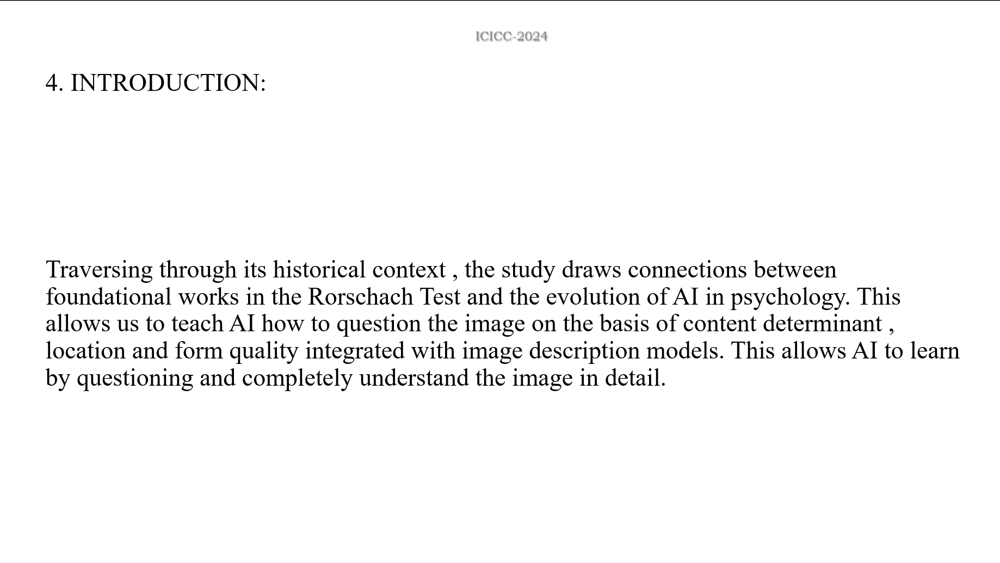 ICICC-2024
4. INTRODUCTION:
Traversing through its historical context , the study draws connections between
foundational works in the Rorschach Test and the evolution of AI in psychology. This
allows us to teach AI how to question the image on the basis of content determinant ,
location and form quality integrated with image description models. This allows AI to learn
by questioning and completely understand the image in detail.